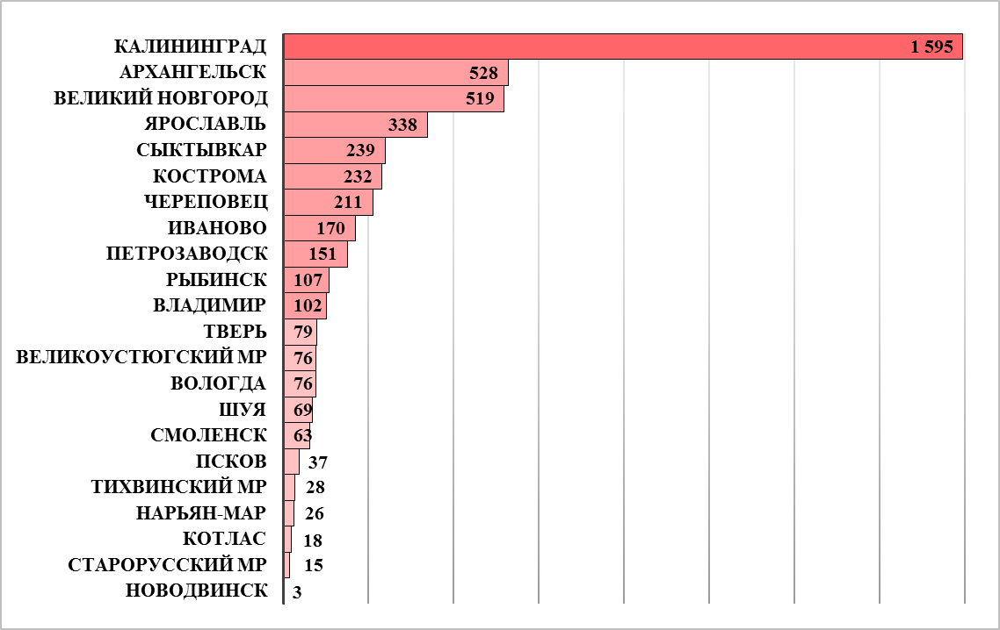 КАЛИНИНГРАД 1 595
АРХАНГЕЛЬСК 528
ВЕЛИКИЙ НОВГОРОД 519
ЯРОСЛАВЛЬ 338
СЫКТЫВКАР 239
КОСТРОМА 232
ЧЕРЕПОВЕЦ 211
ИВАНОВО 170
ПЕТРОЗАВОДСК 151
РЫБИНСК 107
ВЛАДИМИР 102
ТВЕРЬ 79
ВЕЛИКОУСТЮГСКИЙ МР 76
ВОЛОГДА 76
ШУЯ 69
СМОЛЕНСК 63
ПСКОВ 37
ТИХВИНСКИЙ МР 28
НАРЬЯН-МАР 26
КОТЛАС 18
СТАРОРУССКИЙ МР 15
НОВОДВИНСК 3